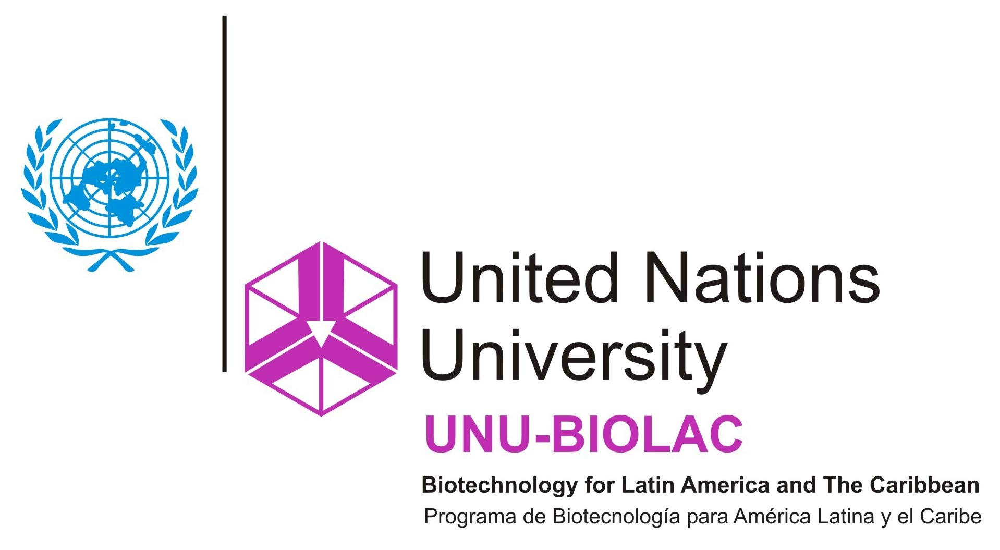 United Nations
University
UNU-BIOLAC
Biotechnology for Latin America and The Caribbean
Programa de Biotecnología para América Latina y el Caribe